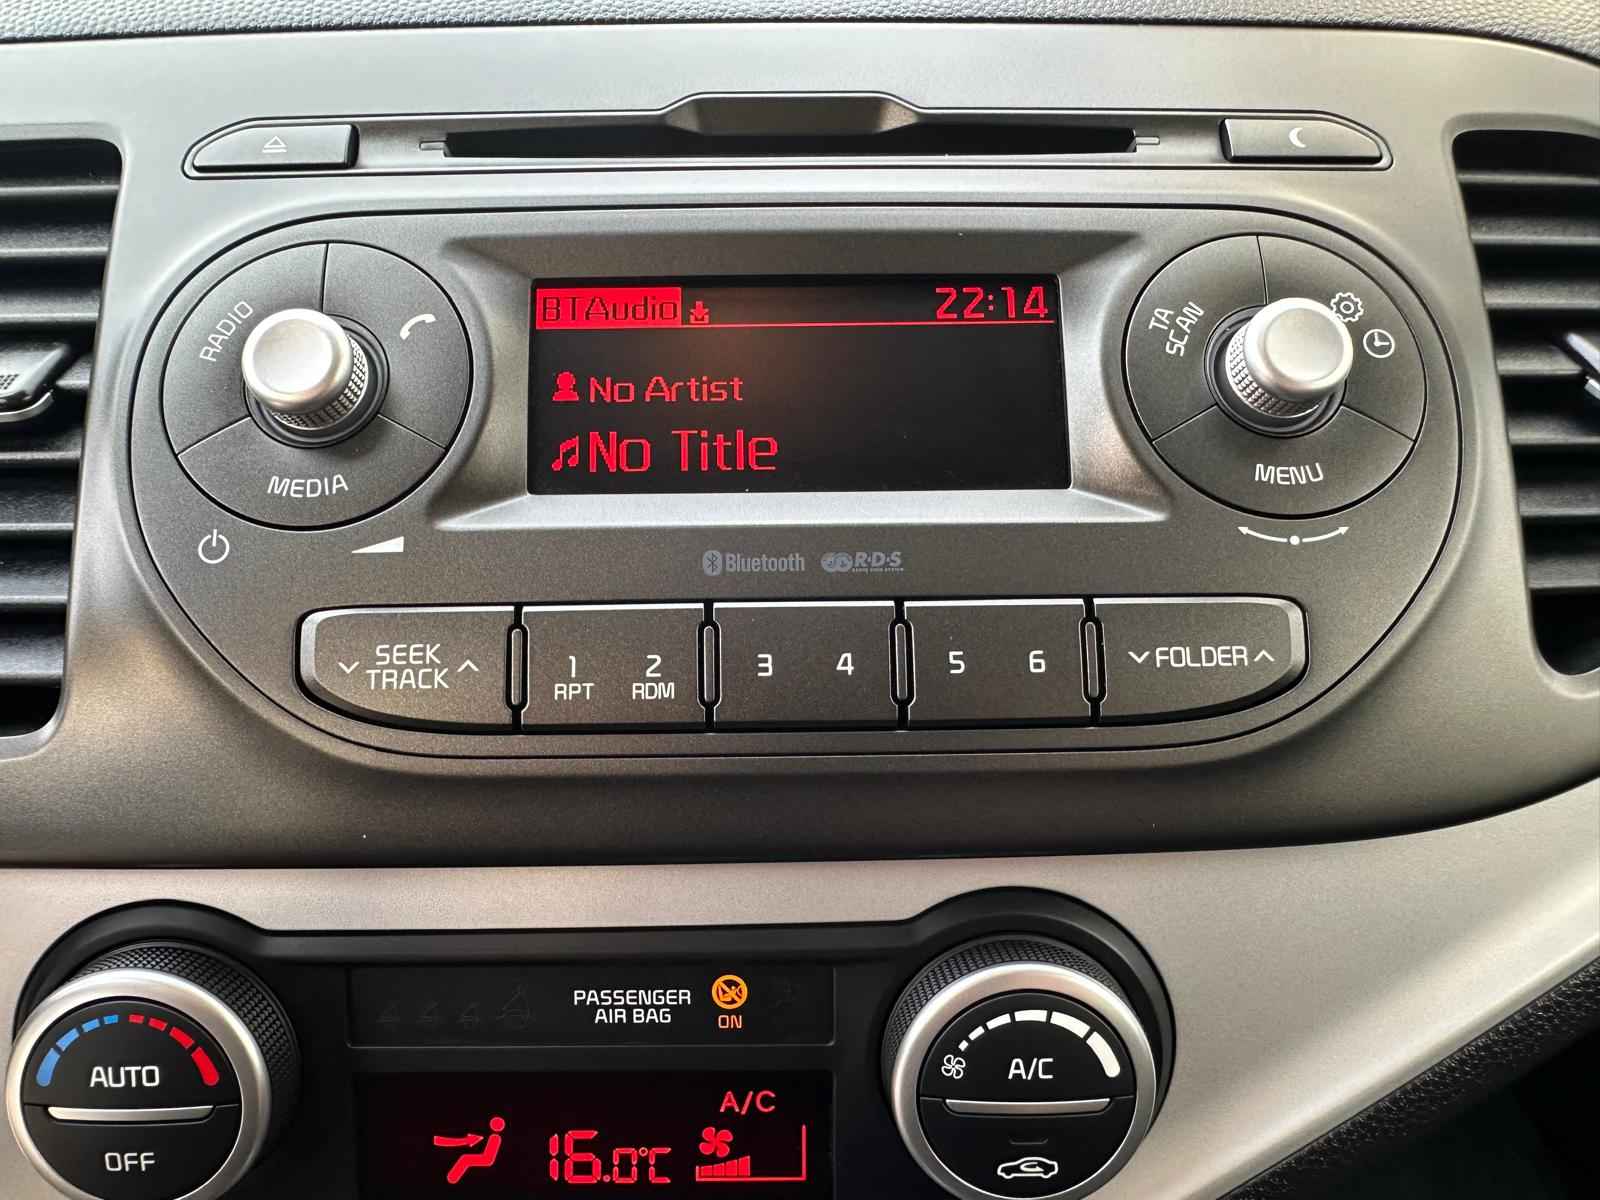 BTAudio 22:14
No Artist
No Title
RADIO
MEDIA
TA
SCAN
MENU
Bluetooth R·D·S
SEEK
TRACK
1
RPT
2
RDM
3 4
5 6
FOLDER
PASSENGER
AIR BAG
ON
AUTO
OFF
A/C
16.0°C
A/C